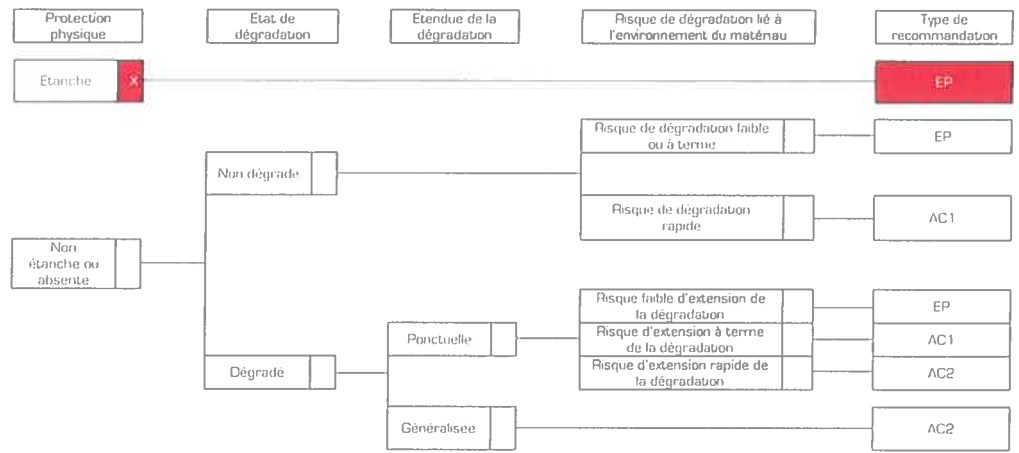 Protection
physique
Etat de
dégradation
Etendue de la
dégradation
Risque de dégradation lié à
l'environnement du matériau
Type de
recommandation
Etanche X
EP
Risque de dégradation faible
ou à terme
EP
Non dégradé
Risque de dégradation
rapide
AC1
Non
étanche ou
absente
Risque faible d'extension de
la dégradation
EP
Ponctuelle
Risque d'extension à terme
de la dégradation
AC1
Dégradé
Risque d'extension rapide de
la dégradation
AC2
Généralisée
AC2